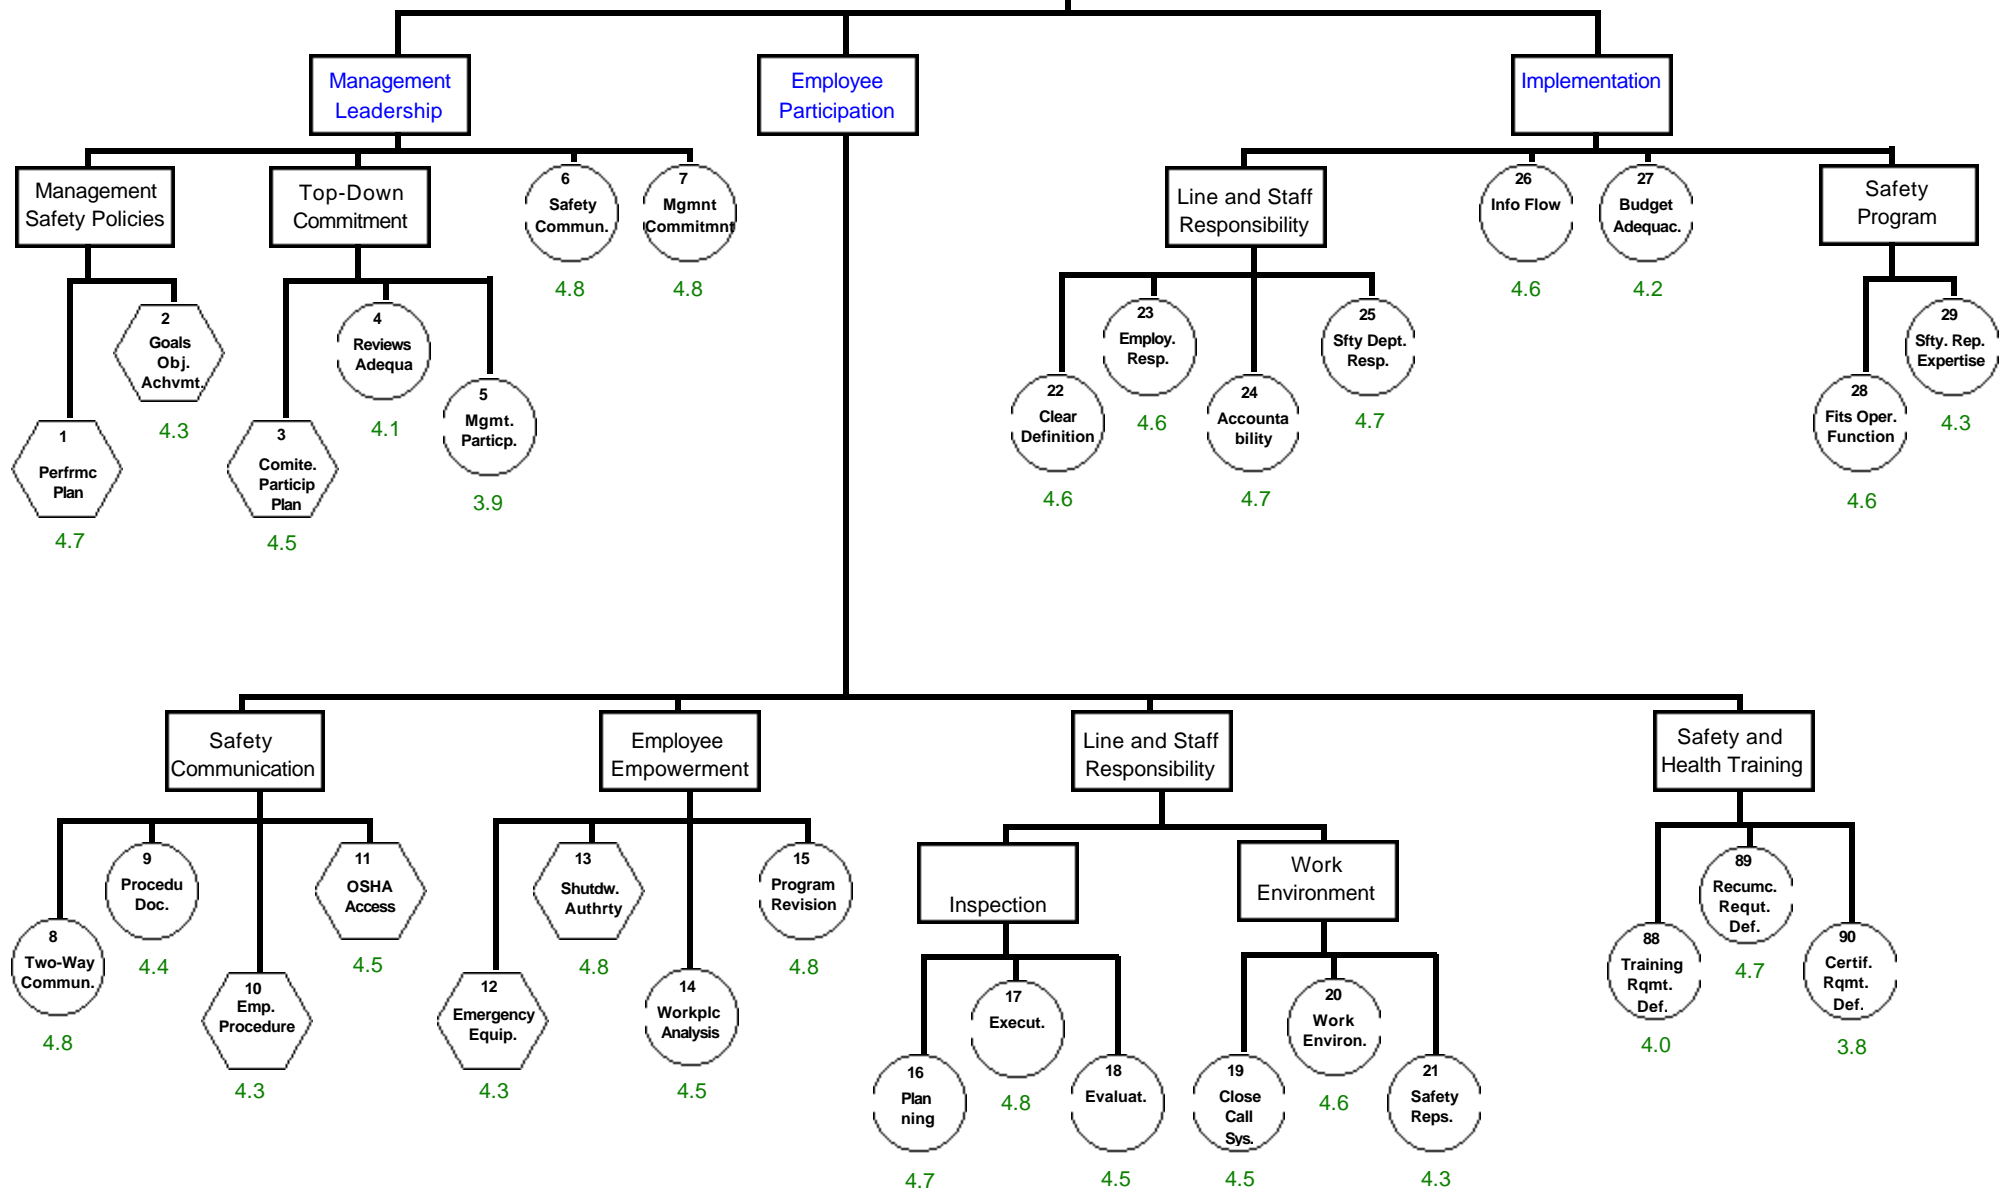 Management
Leadership
Employee
Participation
Implementation
Management
Safety Policies
Top-Down
Commitment
6
Safety
Commun.
4.8
7
Mgmnt
Commitmnt
4.8
Line and Staff
Responsibility
26
Info Flow
4.6
27
Budget
Adequac.
4.2
Safety
Program
1
Perfrmc
Plan
4.7
2
Goals
Obj.
Achvmt.
4.3
3
Comite.
Particip
Plan
4.5
4
Reviews
Adequa
4.1
5
Mgmt.
Particp.
3.9
22
Clear
Definition
4.6
23
Employ.
Resp.
4.6
24
Accounta
bility
4.7
25
Sfty Dept.
Resp.
4.7
28
Fits Oper.
Function
4.6
29
Sfty. Rep.
Expertise
4.3
Safety
Communication
Employee
Empowerment
Line and Staff
Responsibility
Safety and
Health Training
8
Two-Way
Commun.
4.8
9
Procedu
Doc.
4.4
10
Emp.
Procedure
4.3
11
OSHA
Access
4.5
12
Emergency
Equip.
4.3
13
Shutdw.
Authrty
4.8
14
Workplc
Analysis
4.5
15
Program
Revision
4.8
Inspection
Work
Environment
16
Plan
ning
4.7
17
Execut.
4.8
18
Evaluat.
4.5
19
Close
Call
Sys.
4.5
20
Work
Environ.
4.6
21
Safety
Reps.
4.3
88
Training
Rqmt.
Def.
4.0
89
Recumc.
Requt.
Def.
4.7
90
Certif.
Rqmt.
Def.
3.8